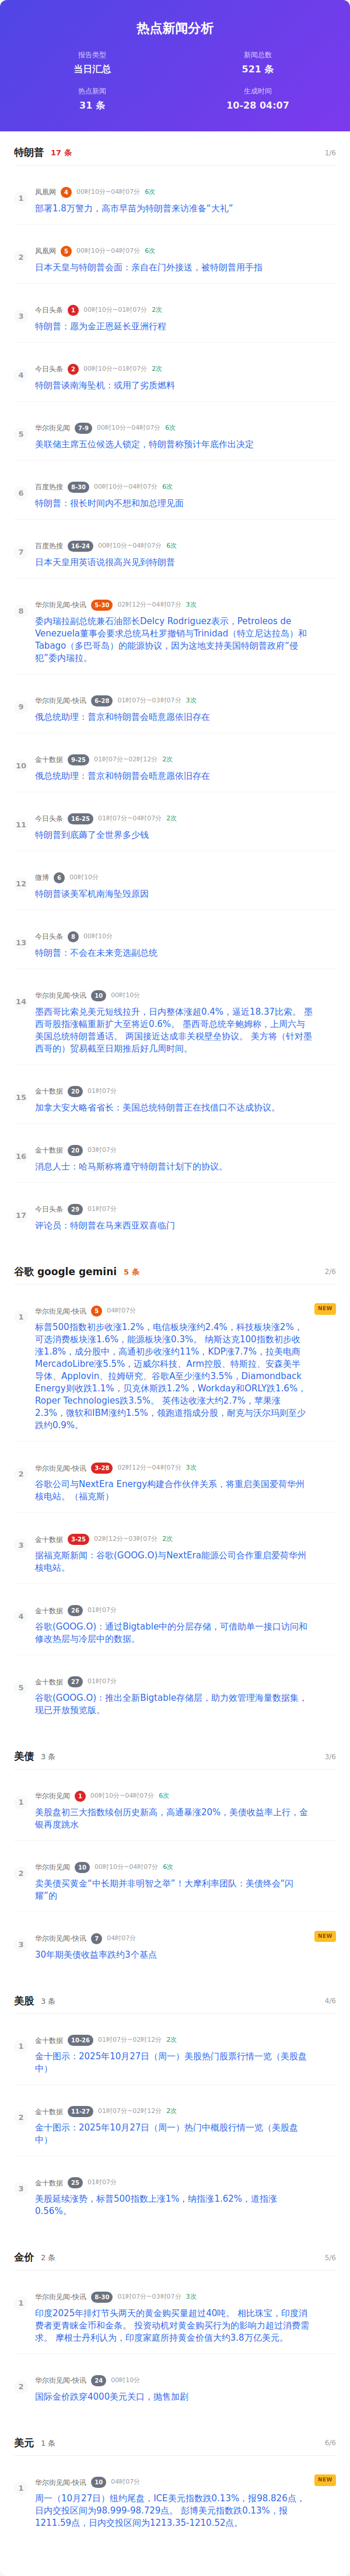 热点新闻分析
报告类型
当日汇总
新闻总数
521 条
热点新闻
31 条
生成时间
10-28 04:07
特朗普 17 条 1/6
1 凤凰网 4 00时10分~04时07分 6次
部署1.8万警力，高市早苗为特朗普来访准备“大礼”
2 凤凰网 5 00时10分~04时07分 6次
日本天皇与特朗普会面：亲自在门外接送，被特朗普用手指
3 今日头条 1 00时10分~01时07分 2次
特朗普：愿为金正恩延长亚洲行程
4 今日头条 2 00时10分~01时07分 2次
特朗普谈南海坠机：或用了劣质燃料
5 华尔街见闻 7-9 00时10分~04时07分 6次
美联储主席五位候选人锁定，特朗普称预计年底作出决定
6 百度热搜 8-30 00时10分~04时07分 6次
特朗普：很长时间内不想和加总理见面
7 百度热搜 16-24 00时10分~04时07分 6次
日本天皇用英语说很高兴见到特朗普
8 华尔街见闻-快讯 5-30 02时12分~04时07分 3次
委内瑞拉副总统兼石油部长Delcy Rodriguez表示，Petroleos de
Venezuela董事会要求总统马杜罗撤销与Trinidad（特立尼达拉岛）和
Tabago（多巴哥岛）的能源协议，因为这地支持美国特朗普政府“侵
犯”委内瑞拉。
9 华尔街见闻-快讯 6-28 01时07分~03时07分 3次
俄总统助理：普京和特朗普会晤意愿依旧存在
10 金十数据 9-25 01时07分~02时12分 2次
俄总统助理：普京和特朗普会晤意愿依旧存在
11 今日头条 16-25 01时07分~04时07分 2次
特朗普到底薅了全世界多少钱
12 微博 6 00时10分
特朗普谈美军机南海坠毁原因
13 今日头条 8 00时10分
特朗普：不会在未来竞选副总统
14 华尔街见闻-快讯 10 00时10分
墨西哥比索兑美元短线拉升，日内整体涨超0.4%，逼近18.37比索。 墨
西哥股指涨幅重新扩大至将近0.6%。 墨西哥总统辛鲍姆称，上周六与
美国总统特朗普通话。 两国接近达成非关税壁垒协议。 美方将（针对墨
西哥的）贸易截至日期推后好几周时间。
15 金十数据 20 01时07分
加拿大安大略省省长：美国总统特朗普正在找借口不达成协议。
16 金十数据 20 03时07分
消息人士：哈马斯称将遵守特朗普计划下的协议。
17 今日头条 29 01时07分
评论员：特朗普在马来西亚双喜临门
谷歌 google gemini 5 条 2/6
1 华尔街见闻-快讯 5 04时07分 NEW
标普500指数初步收涨1.2%，电信板块涨约2.4%，科技板块涨2%，
可选消费板块涨1.6%，能源板块涨0.3%。 纳斯达克100指数初步收
涨1.8%，成分股中，高通初步收涨约11%，KDP涨7.7%，拉美电商
MercadoLibre涨5.5%，迈威尔科技、Arm控股、特斯拉、安森美半
导体、Applovin、拉姆研究、谷歌A至少涨约3.5%，Diamondback
Energy则收跌1.1%，贝克休斯跌1.2%，Workday和ORLY跌1.6%，
Roper Technologies跌3.5%。 英伟达收涨大约2.7%，苹果涨
2.3%，微软和IBM涨约1.5%，领跑道指成分股，耐克与沃尔玛则至少
跌约0.9%。
2 华尔街见闻-快讯 3-28 02时12分~04时07分 3次
谷歌公司与NextEra Energy构建合作伙伴关系，将重启美国爱荷华州
核电站。（福克斯）
3 金十数据 3-25 02时12分~03时07分 2次
据福克斯新闻：谷歌(GOOG.O)与NextEra能源公司合作重启爱荷华州
核电站。
4 金十数据 26 01时07分
谷歌(GOOG.O)：通过Bigtable中的分层存储，可借助单一接口访问和
修改热层与冷层中的数据。
5 金十数据 27 01时07分
谷歌(GOOG.O)：推出全新Bigtable存储层，助力效管理海量数据集，
现已开放预览版。
美债 3 条 3/6
1 华尔街见闻 1 00时10分~04时07分 6次
美股盘初三大指数续创历史新高，高通暴涨20%，美债收益率上行，金
银再度跳水
2 华尔街见闻 10 00时10分~04时07分 6次
卖美债买黄金“中长期并非明智之举”！大摩利率团队：美债终会“闪
耀”的
3 华尔街见闻-快讯 7 04时07分 NEW
30年期美债收益率跌约3个基点
美股 3 条 4/6
1 金十数据 10-26 01时07分~02时12分 2次
金十图示：2025年10月27日（周一）美股热门股票行情一览（美股盘
中）
2 金十数据 11-27 01时07分~02时12分 2次
金十图示：2025年10月27日（周一）热门中概股行情一览（美股盘
中）
3 金十数据 25 01时07分
美股延续涨势，标普500指数上涨1%，纳指涨1.62%，道指涨
0.56%。
金价 2 条 5/6
1 华尔街见闻-快讯 8-30 01时07分~03时07分 3次
印度2025年排灯节头两天的黄金购买量超过40吨。 相比珠宝，印度消
费者更青睐金币和金条。 投资动机对黄金购买行为的影响力超过消费需
求。 摩根士丹利认为，印度家庭所持黄金价值大约3.8万亿美元。
2 华尔街见闻-快讯 24 00时10分
国际金价跌穿4000美元关口，抛售加剧
美元 1 条 6/6
1 华尔街见闻-快讯 10 04时07分 NEW
周一（10月27日）纽约尾盘，ICE美元指数跌0.13%，报98.826点，
日内交投区间为98.999-98.729点。 彭博美元指数跌0.13%，报
1211.59点，日内交投区间为1213.35-1210.52点。